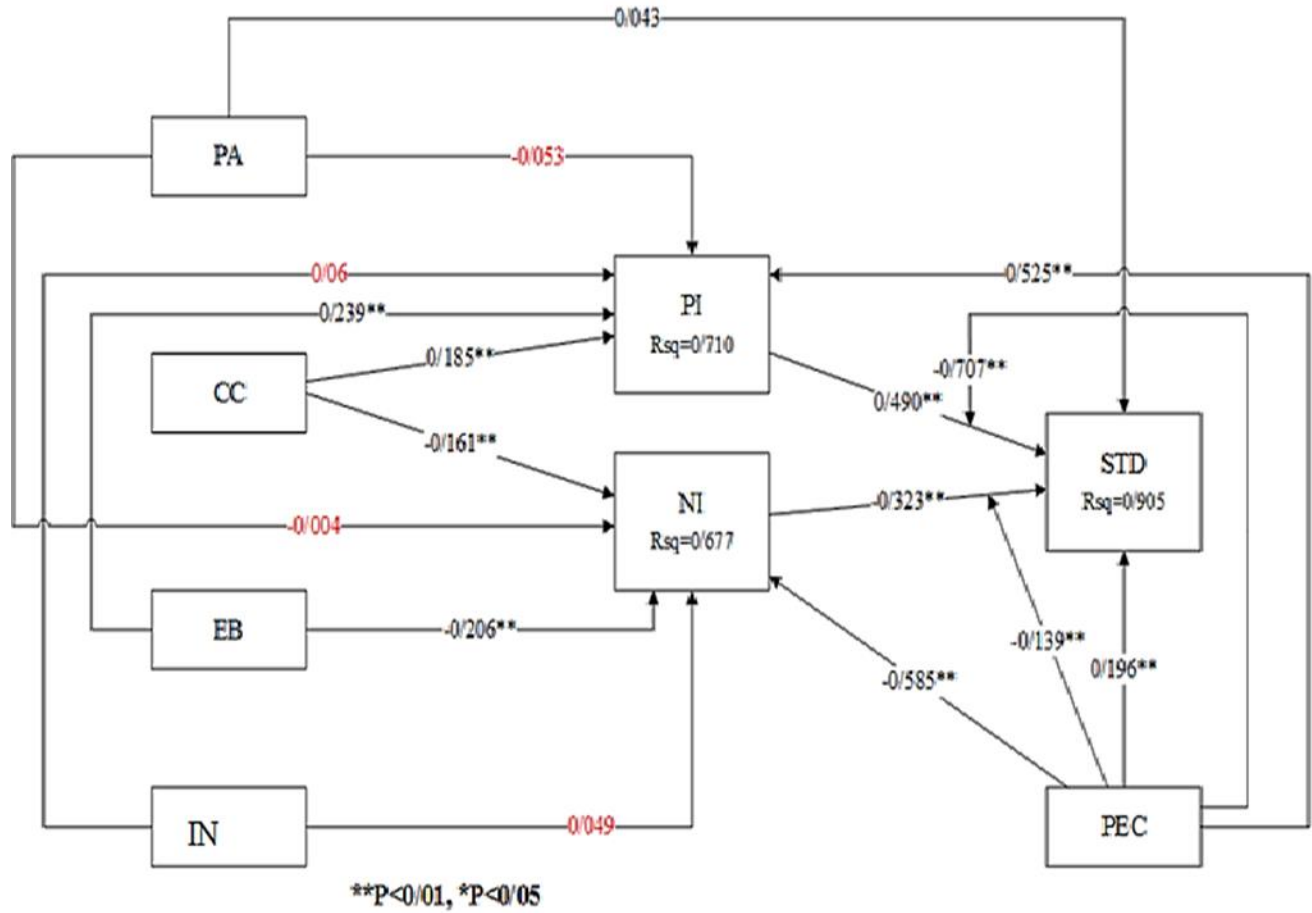 0/043
PA
-0/053
0/06
0/525**
0/239**
PI
Rsq=0/710
0/185**
-0/707**
CC
0/490**
-0/161**
STD
Rsq=0/905
NI
Rsq=0/677
-0/323**
-0/004
EB
-0/206**
-0/139**
0/196**
-0/585**
IN
0/049
PEC
**P<0/01, *P<0/05